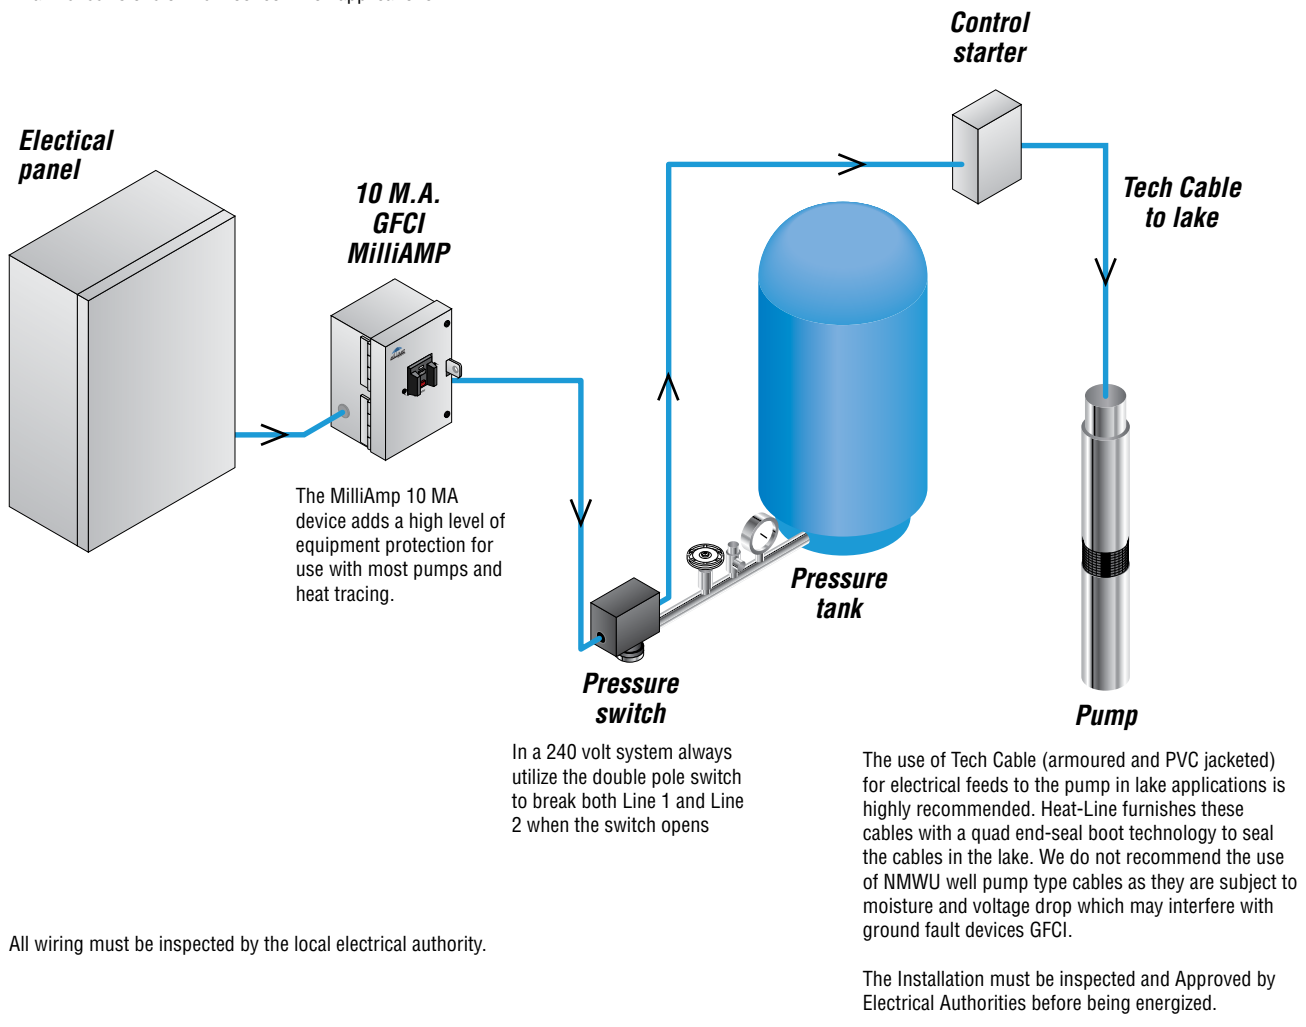 Control
starter
Electical
panel
10 M.A.
GFCI
MilliAMP
Tech Cable
to lake
The MilliAmp 10 MA
device adds a high level of
equipment protection for
use with most pumps and
heat tracing.
Pressure
tank
Pressure
switch
In a 240 volt system always
utilize the double pole switch
to break both Line 1 and Line
2 when the switch opens
Pump
The use of Tech Cable (armoured and PVC jacketed)
for electrical feeds to the pump in lake applications is
highly recommended. Heat-Line furnishes these
cables with a quad end-seal boot technology to seal
the cables in the lake. We do not recommend the use
of NMWU well pump type cables as they are subject to
moisture and voltage drop which may interfere with
ground fault devices GFCI.
All wiring must be inspected by the local electrical authority.
The Installation must be inspected and Approved by
Electrical Authorities before being energized.